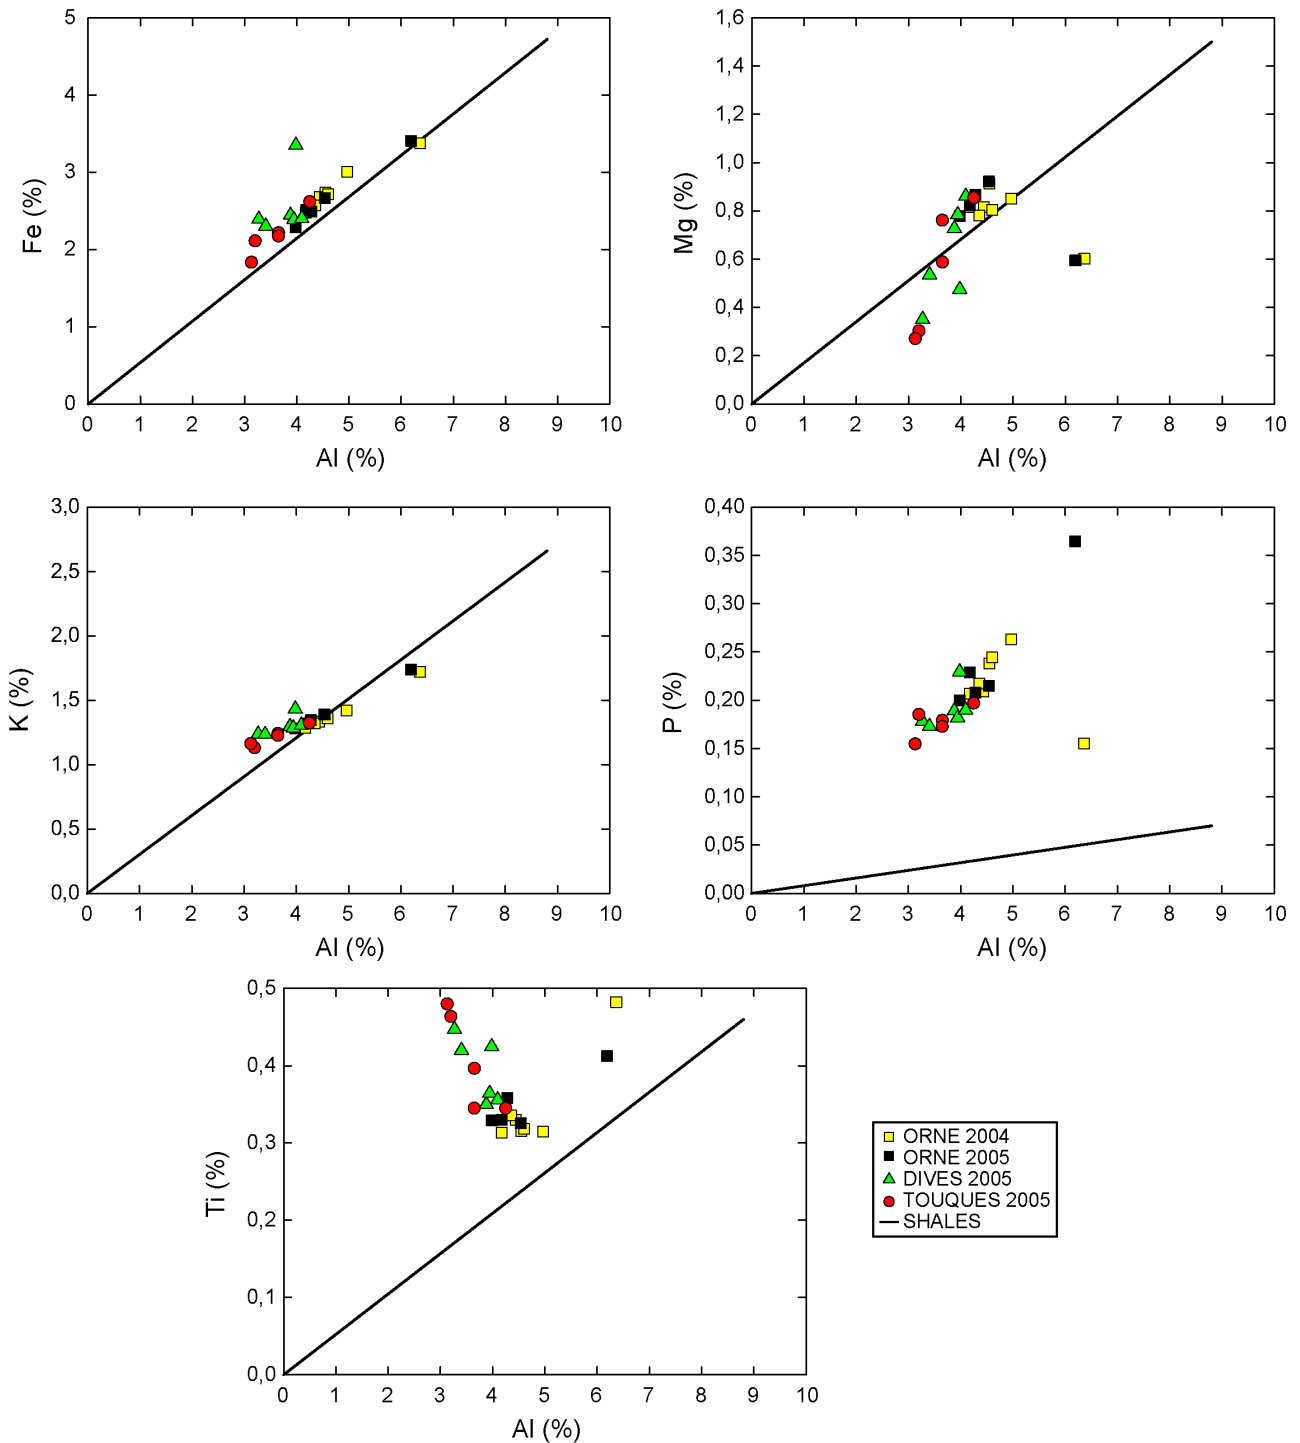 5
4
3
2
1
0
Fe (%)
0 1 2 3 4 5 6 7 8 9 10
Al (%)
1,6
1,4
1,2
1,0
0,8
0,6
0,4
0,2
0,0
Mg (%)
0 1 2 3 4 5 6 7 8 9 10
Al (%)
3,0
2,5
2,0
1,5
1,0
0,5
0,0
K (%)
0 1 2 3 4 5 6 7 8 9 10
Al (%)
0,40
0,35
0,30
0,25
0,20
0,15
0,10
0,05
0,00
P (%)
0 1 2 3 4 5 6 7 8 9 10
Al (%)
0,5
0,4
0,3
0,2
0,1
0,0
Ti (%)
0 1 2 3 4 5 6 7 8 9 10
Al (%)
ORNE 2004
ORNE 2005
DIVES 2005
TOUQUES 2005
SHALES